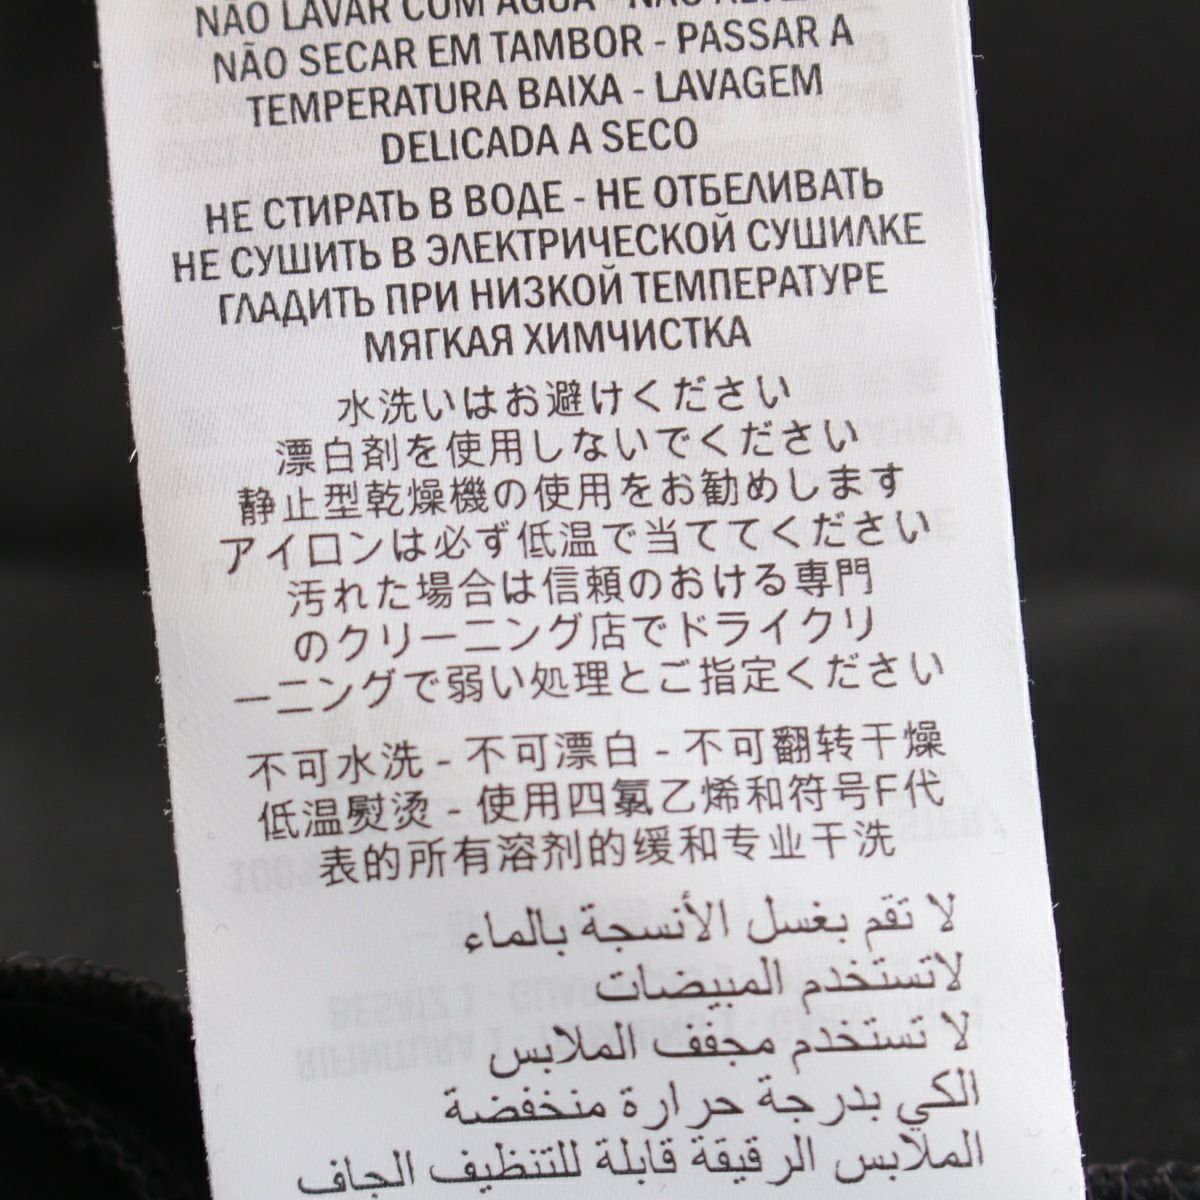 NÃO LAVAR COM ÁGUA - NÃO
NÃO SECAR EM TAMBOR - PASSAR A
TEMPERATURA BAIXA - LAVAGEM
DELICADA A SECO
НЕ СТИРАТЬ В ВОДЕ - НЕ ОТБЕЛИВАТЬ
НЕ СУШИТЬ В ЭЛЕКТРИЧЕСКОЙ СУШИЛКЕ
ГЛАДИТЬ ПРИ НИЗКОЙ ТЕМПЕРАТУРЕ
МЯГКАЯ ХИМЧИСТКА
水洗いはお避けください
漂白剤を使用しないでください
静止型乾燥機の使用をお勧めします
アイロンは必ず低温で当ててください
汚れた場合は信頼のおける専門
のクリーニング店でドライクリ
ーニングで弱い処理とご指定ください
不可水洗 - 不可漂白 - 不可翻转干燥
低温熨烫 - 使用四氯乙烯和符号F代
表的所有溶剂的缓和专业干洗
لا تقم بغسل الأنسجة بالماء
لاتستخدم المبيضات
لا تستخدم مجفف الملابس
الكي بدرجة حرارة منخفضة
الملابس الرقيقة قابلة للتنظيف الجاف